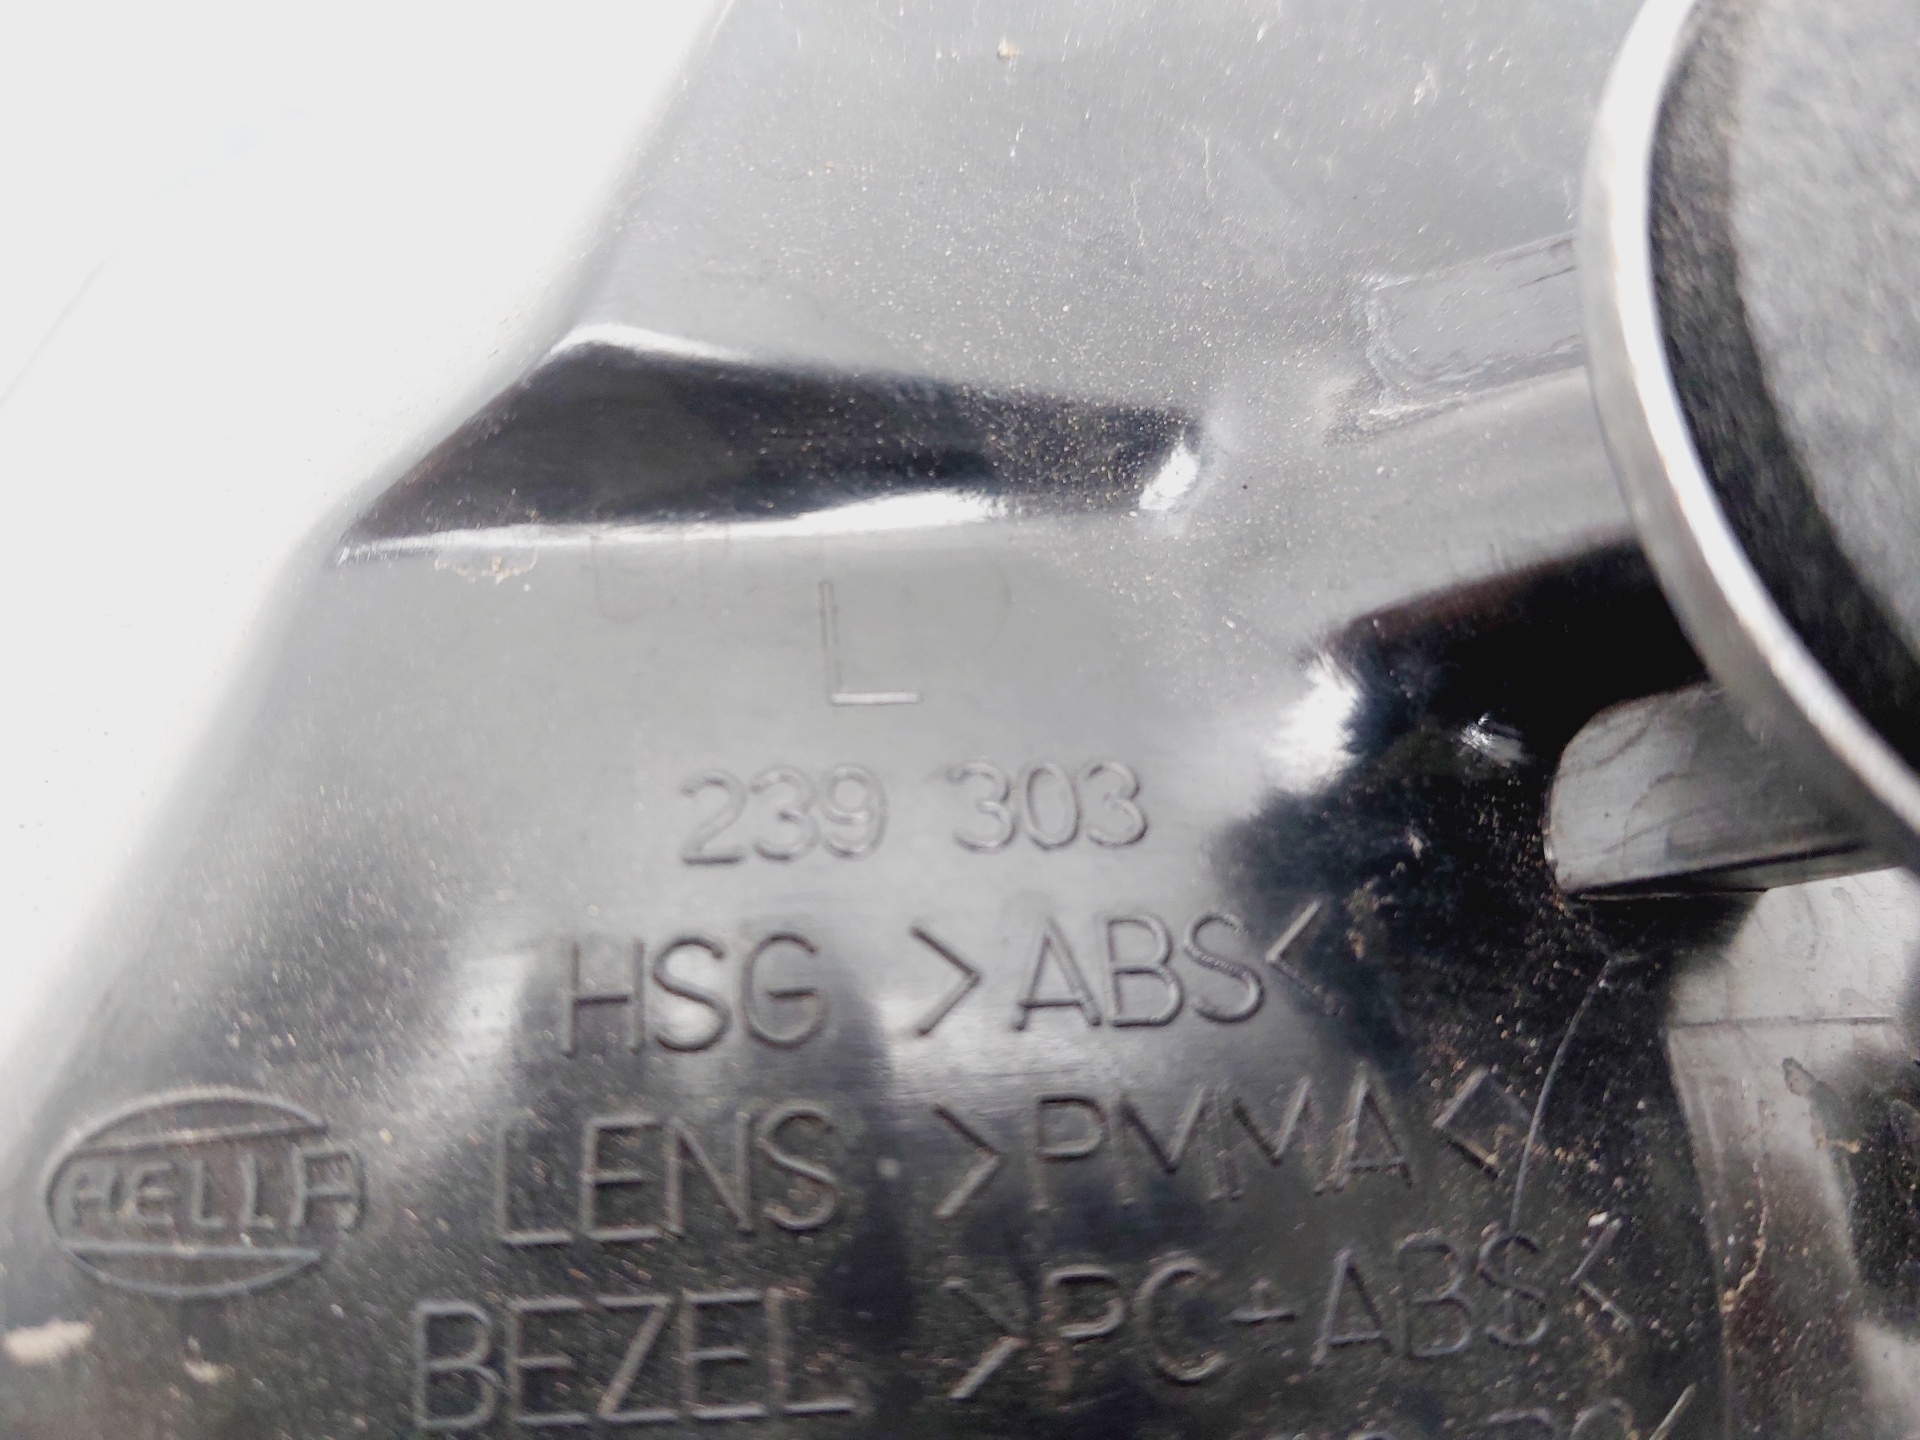 L
239 303
HSG >ABS<
HELLA
LENS >PMMA<
BEZEL >PC+ABS<